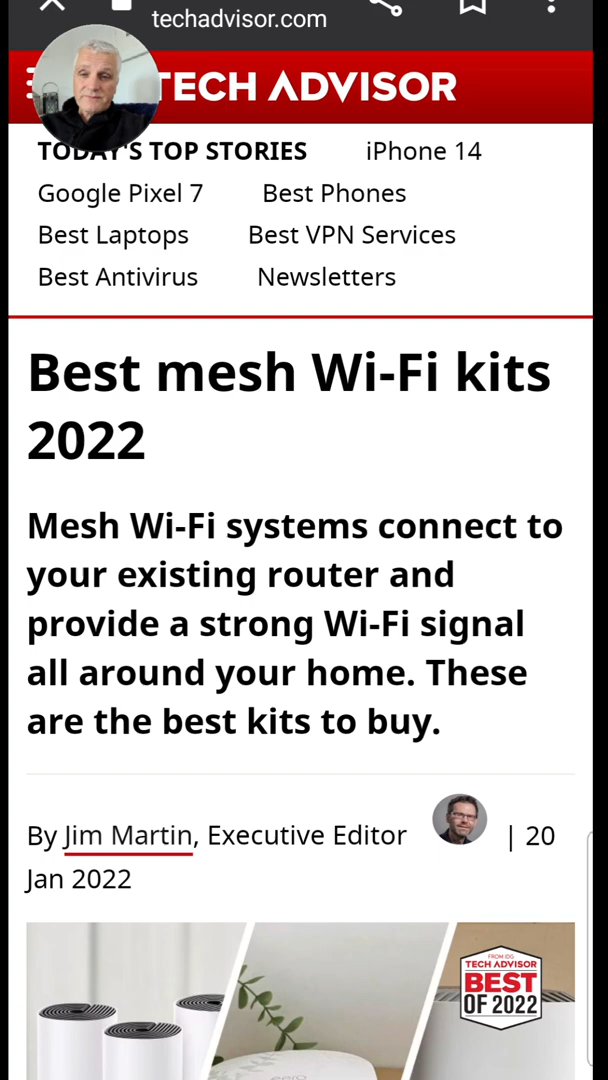 techadvisor.com
TECH ADVISOR
TODAY'S TOP STORIES iPhone 14
Google Pixel 7 Best Phones
Best Laptops Best VPN Services
Best Antivirus Newsletters
Best mesh Wi-Fi kits
2022
Mesh Wi-Fi systems connect to
your existing router and
provide a strong Wi-Fi signal
all around your home. These
are the best kits to buy.
By Jim Martin, Executive Editor | 20
Jan 2022
FROM IDG
TECH ADVISOR
BEST
OF 2022
eero